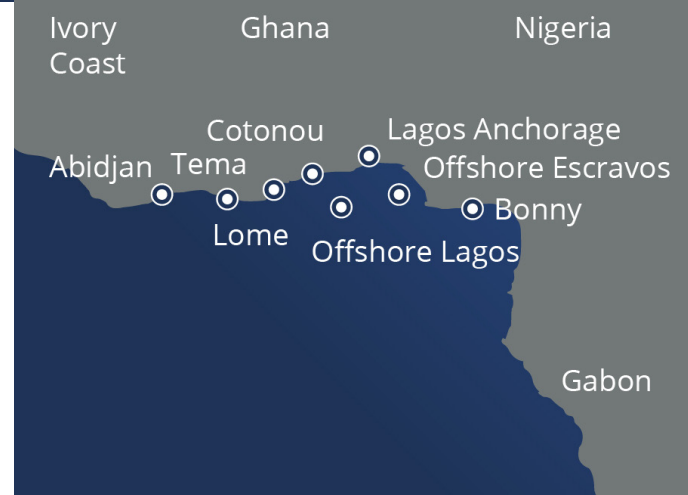 Ivory
Coast
Ghana
Nigeria
Cotonou
Lagos Anchorage
Abidjan
Tema
Offshore Escravos
Bonny
Lome
Offshore Lagos
Gabon